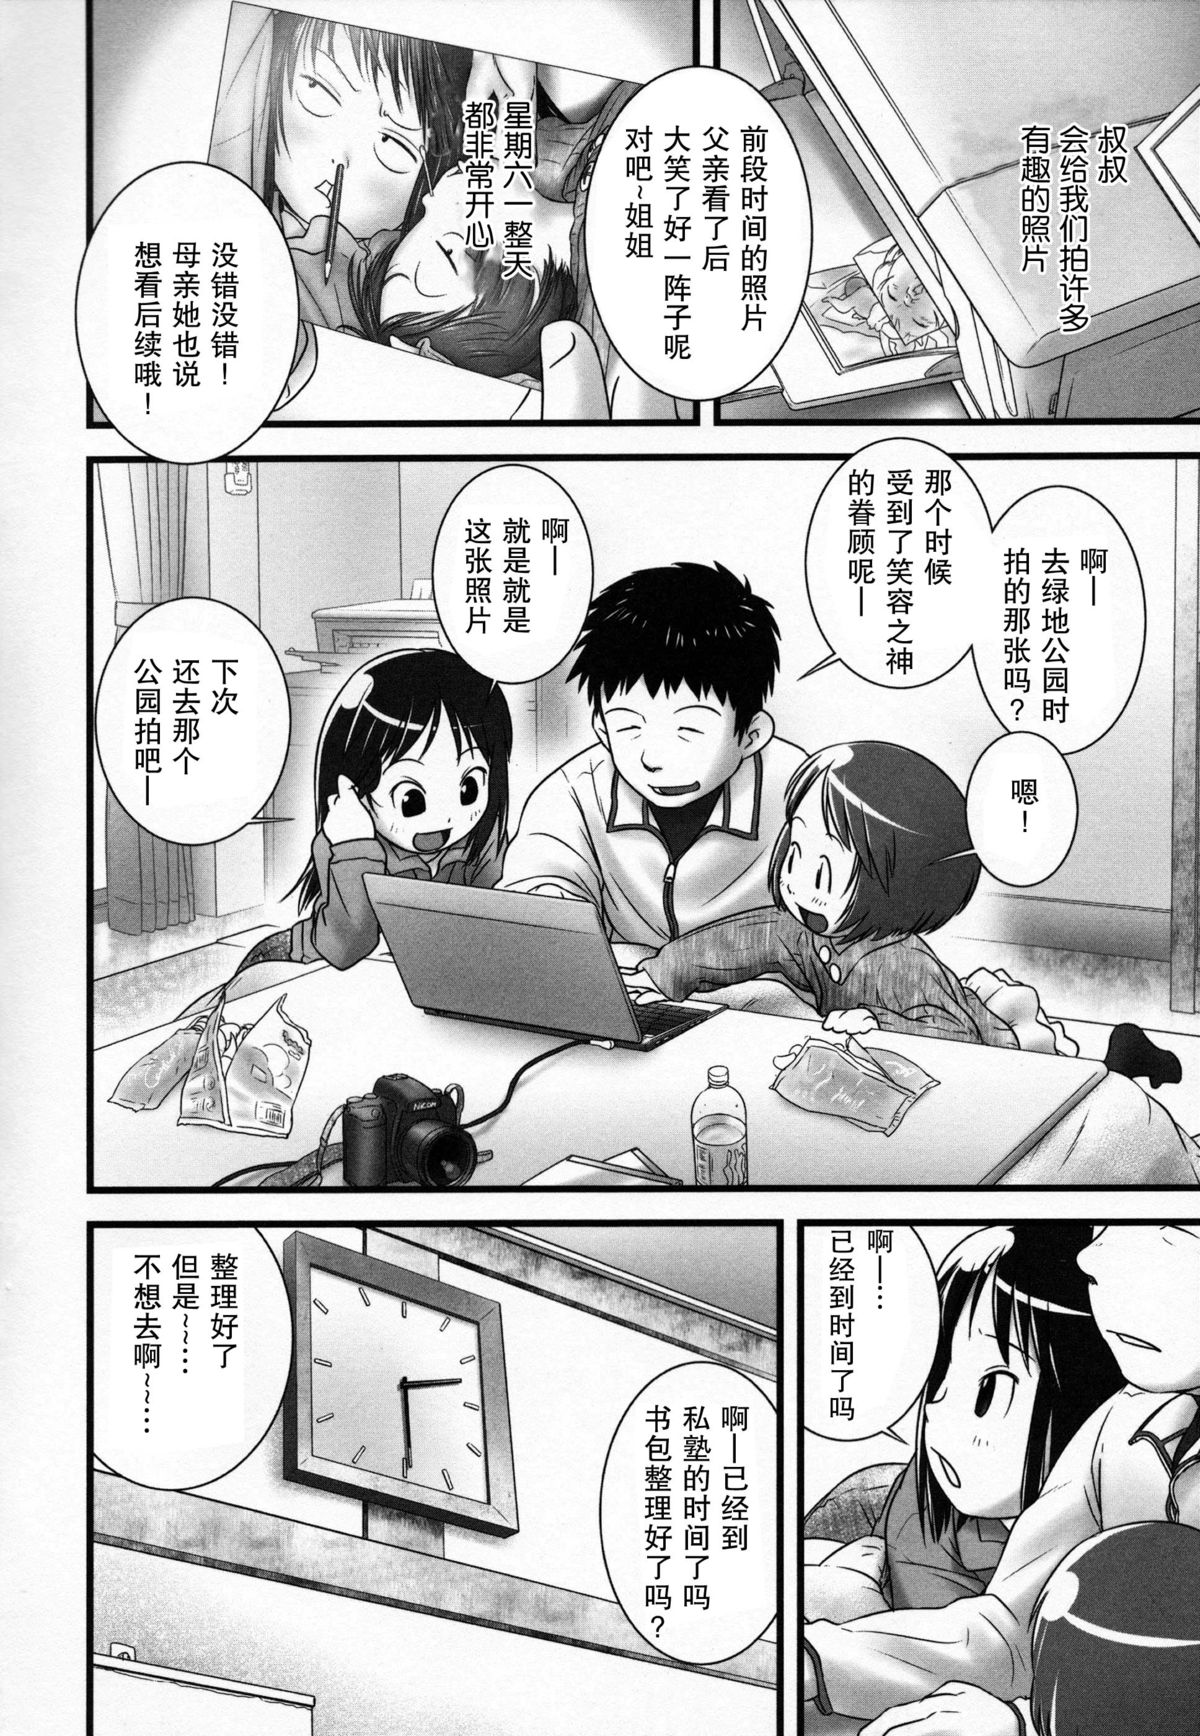 叔叔
会给我们拍许多
有趣的照片
前段时间的照片
父亲看了后
大笑了好一阵子呢
对吧~姐姐
星期六一整天
都非常开心
没错没错！
母亲她也说
想看后续哦！
啊—
去绿地公园时
拍的那张吗？
那个时候
受到了笑容之神
的眷顾呢—
嗯！
啊—
就是就是
这张照片
下次
还去那个
公园拍吧—
NiCOM
啊——…
已经到时间了吗
啊—已经到
私塾的时间了吗
书包整理好了吗？
整理好了
但是~~…
不想去啊~~…